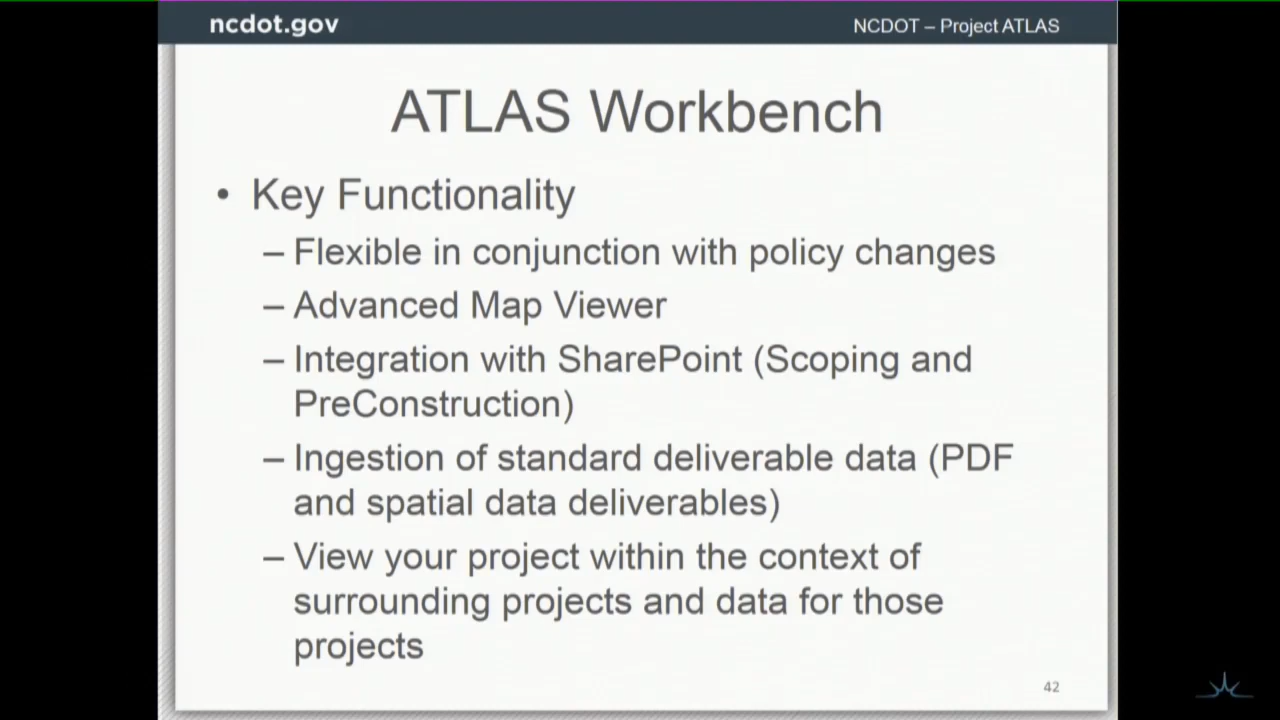 ncdot.gov
NCDOT – Project ATLAS
ATLAS Workbench
• Key Functionality
– Flexible in conjunction with policy changes
– Advanced Map Viewer
– Integration with SharePoint (Scoping and
PreConstruction)
– Ingestion of standard deliverable data (PDF
and spatial data deliverables)
– View your project within the context of
surrounding projects and data for those
projects
42